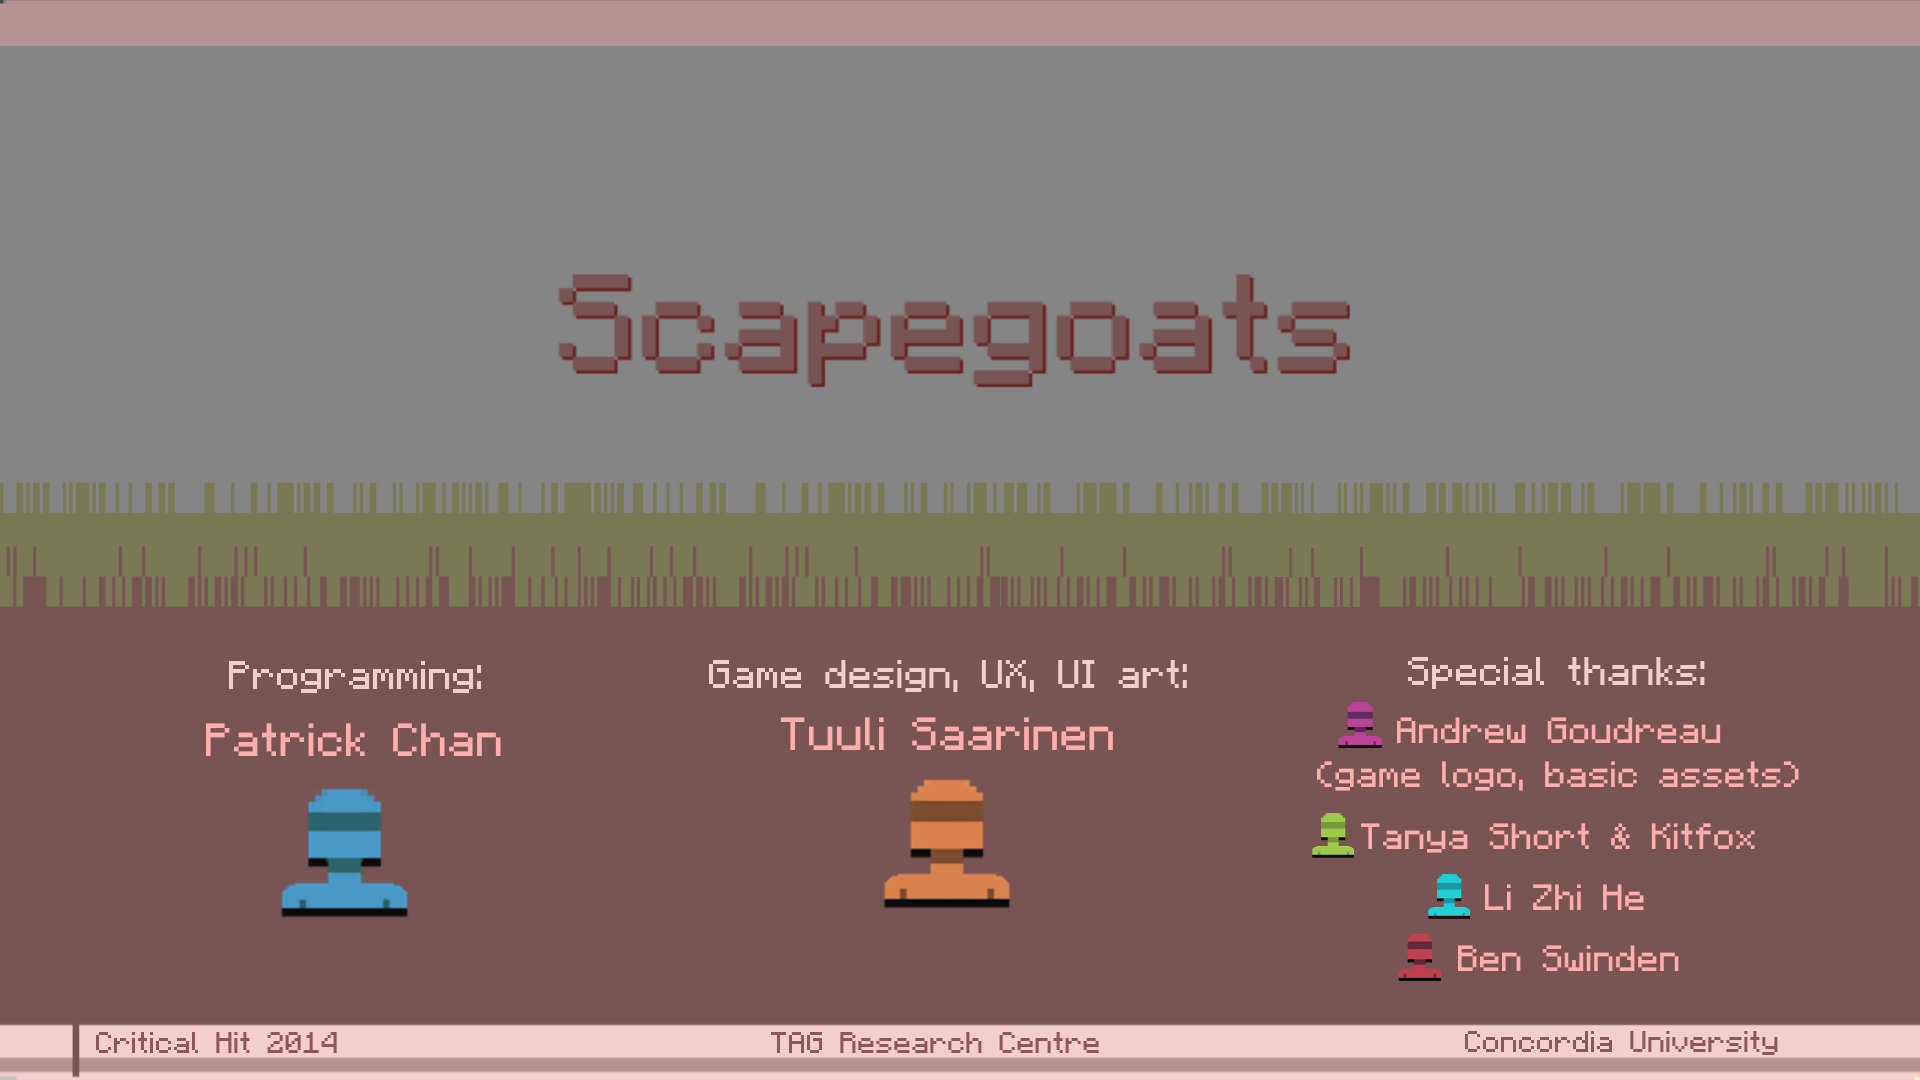 Scapegoats
Programming:
Patrick Chan
Game design, UX, UI art:
Tuuli Saarinen
Special thanks:
Andrew Goudreau
(game logo, basic assets)
Tanya Short & Kitfox
Li Zhi He
Ben Swinden
Critical Hit 2014
TAG Research Centre
Concordia University